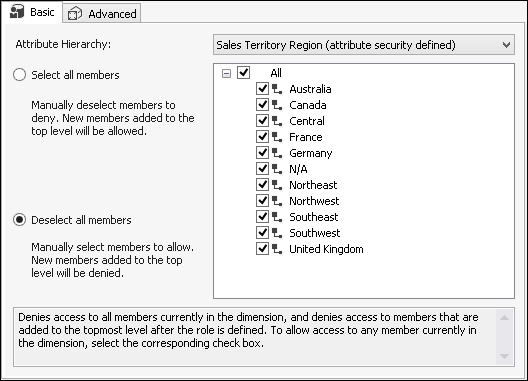 Basic
Advanced
Attribute Hierarchy:
Sales Territory Region (attribute security defined)
Select all members
Manually deselect members to
deny. New members added to the
top level will be allowed.
Deselect all members
Manually select members to allow.
New members added to the top
level will be denied.
All
Australia
Canada
Central
France
Germany
N/A
Northeast
Northwest
Southeast
Southwest
United Kingdom
Denies access to all members currently in the dimension, and denies access to members that are
added to the topmost level after the role is defined. To allow access to any member currently in
the dimension, select the corresponding check box.